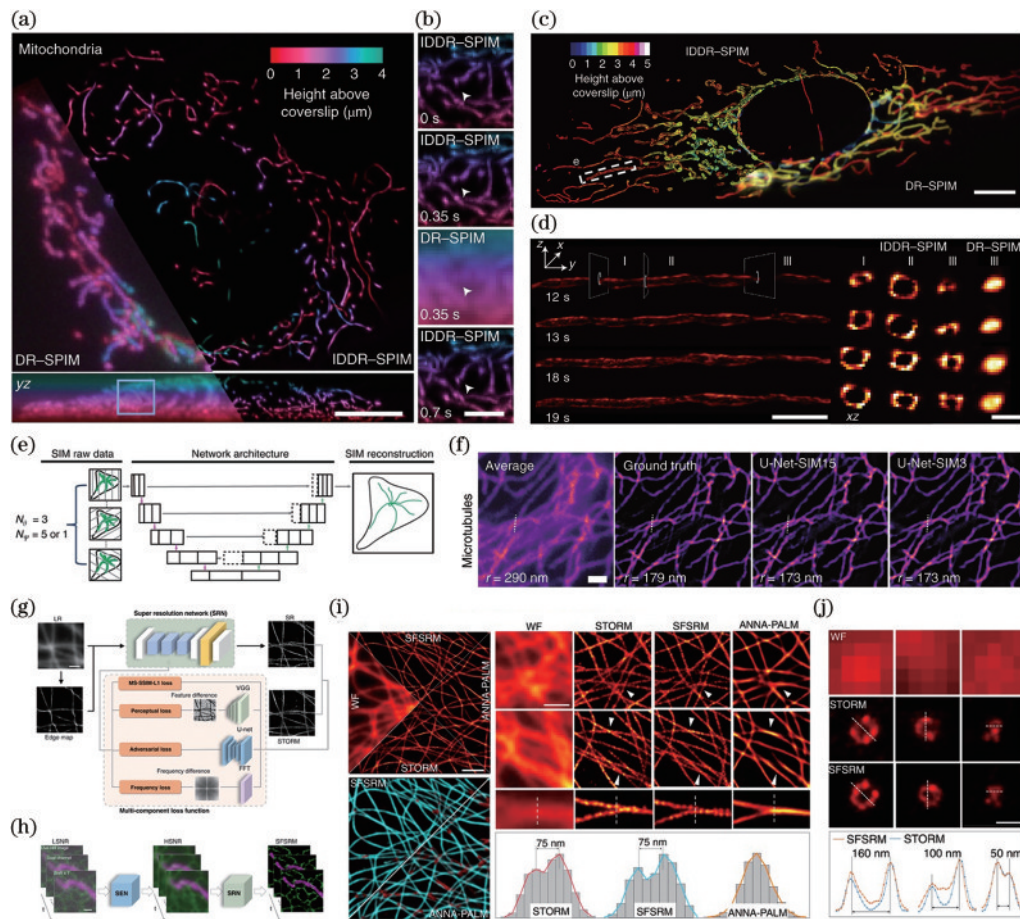 (a)
Mitochondria
0 1 2 3 4
Height above
coverslip (μm)
DR–SPIM
IDDR–SPIM
yz
(b)
IDDR–SPIM
0 s
IDDR–SPIM
0.35 s
DR–SPIM
0.35 s
IDDR–SPIM
0.7 s
(c)
IDDR–SPIM
0 1 2 3 4 5
Height above
coverslip (μm)
e
DR–SPIM
(d)
z
x
y
I
II
III
IDDR–SPIM
DR–SPIM
I
II
III
III
12 s
13 s
18 s
19 s
xz
(e)
SIM raw data
Network architecture
SIM reconstruction
= 3
= 5 or 1
(f)
Microtubules
Average
Ground truth
U-Net-SIM15
U-Net-SIM3
r = 290 nm
r = 179 nm
r = 173 nm
r = 173 nm
(g)
LR
Super resolution network (SRN)
SR
MS-SSIM-L1 loss
Feature difference
VGG
Perceptual loss
U-net
Edge map
STORM
Adversarial loss
FFT
Frequency difference
Frequency loss
Multi-component loss function
(h)
LSNR
HSNR
SFSRM
SEN
SRN
t
t
t
(i)
SFSRM
WF
STORM
ANNA-PALM
SFSRM
ANNA-PALM
WF
STORM
SFSRM
ANNA-PALM
75 nm
75 nm
STORM
SFSRM
ANNA-PALM
(j)
WF
STORM
SFSRM
SFSRM
STORM
160 nm
100 nm
50 nm